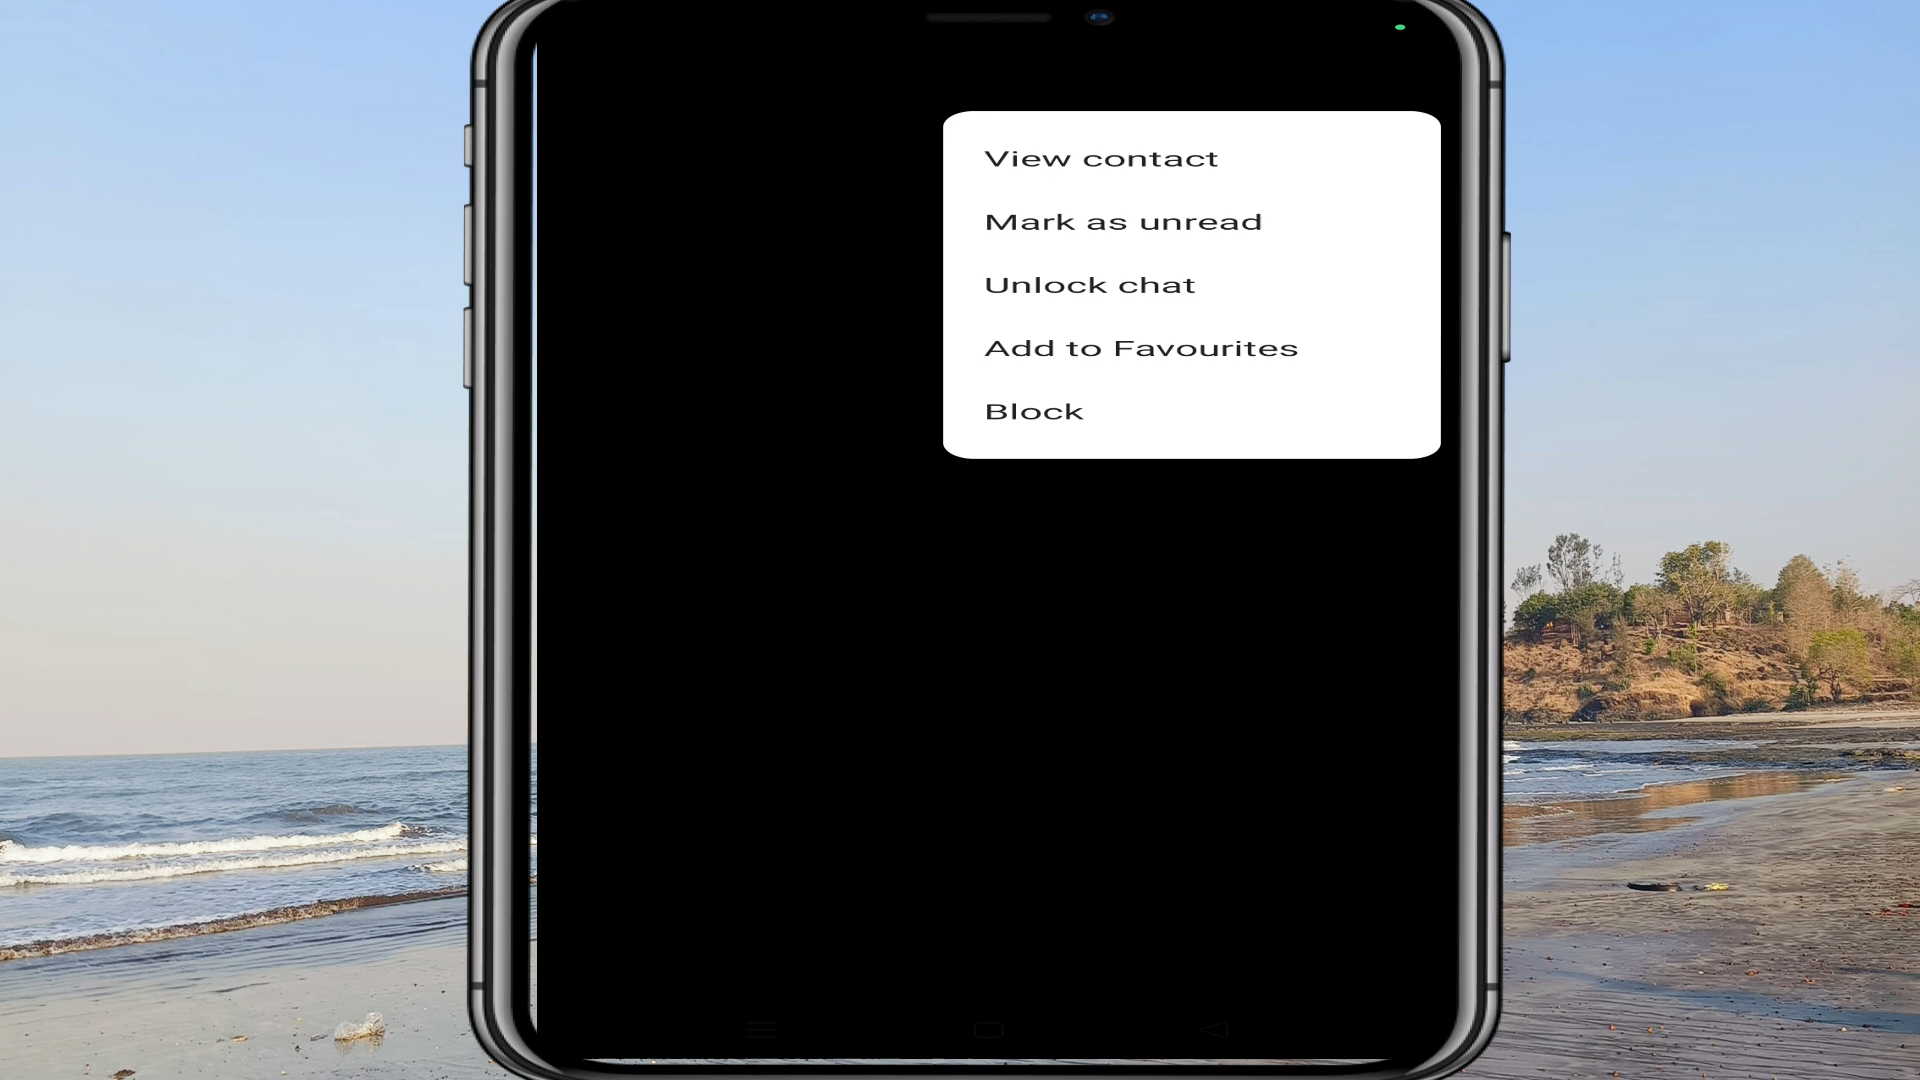 View contact
Mark as unread
Unlock chat
Add to Favourites
Block